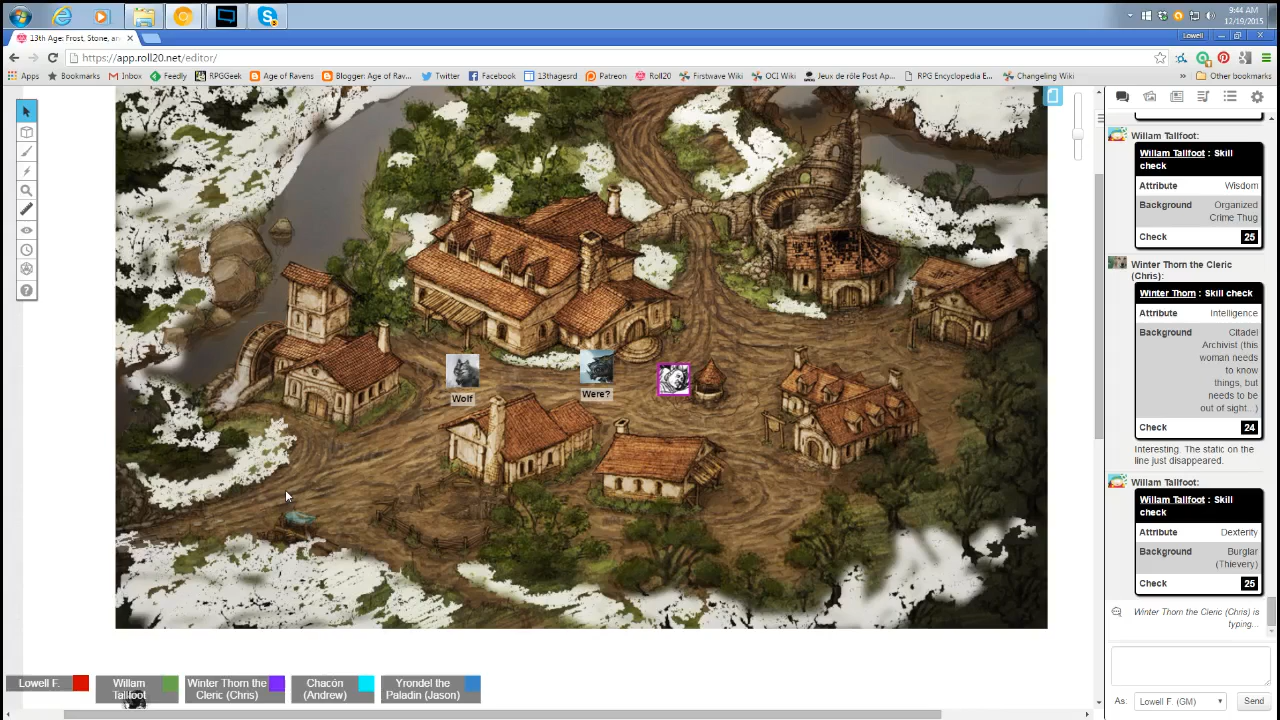 9:44 AM
12/19/2015
13th Age: Frost, Stone, an
Lowell
https://app.roll20.net/editor/
Apps Bookmarks Inbox Feedly RPGGeek Age of Ravens Blogger: Age of Rav... Twitter Facebook 13thagesrd Patreon Roll20 Firstwave Wiki OCI Wiki Jeux de rôle Post Ap... RPG Encyclopedia E... Changeling Wiki » Other bookmarks
Willam Tallfoot:
Willam Tallfoot : Skill
check
Attribute Wisdom
Background Organized
Crime Thug
Check 25
Winter Thorn the Cleric
(Chris):
Winter Thorn : Skill check
Attribute Intelligence
Background Citadel
Archivist (this
woman needs
to know
things, but
needs to be
out of sight.. )
Check 24
Interesting. The static on
the line just disappeared.
Willam Tallfoot:
Willam Tallfoot : Skill
check
Attribute Dexterity
Background Burglar
(Thievery)
Check 25
Winter Thorn the Cleric (Chris) is
typing...
As: Lowell F. (GM) Send
Wolf
Were?
Lowell F.
Willam
Tallfoot
Winter Thorn the
Cleric (Chris)
Chacón
(Andrew)
Yrondel the
Paladin (Jason)